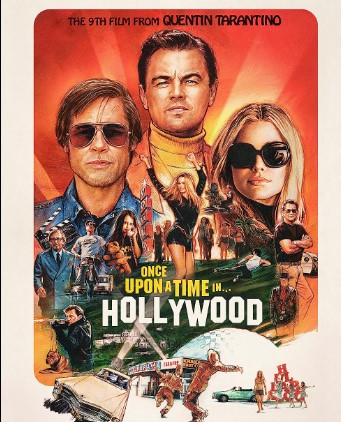 THE 9TH FILM FROM QUENTIN TARANTINO
ONCE
UPON A TIME IN...
HOLLYWOOD